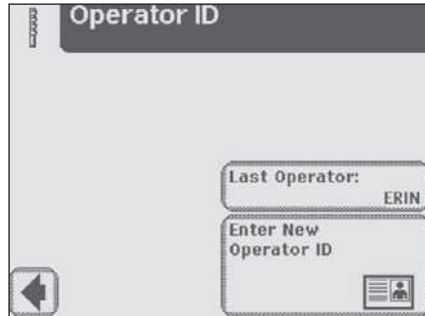 Operator ID
Last Operator:
ERIN
Enter New
Operator ID